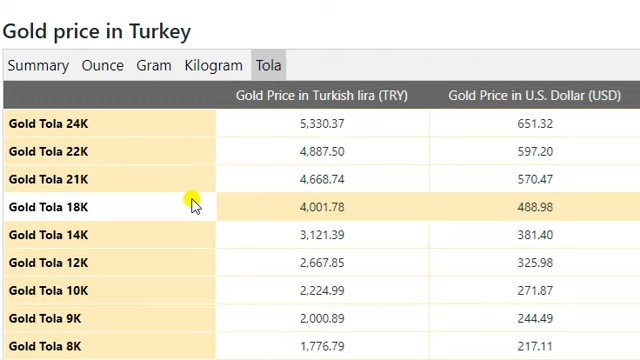 Gold price in Turkey
Summary Ounce Gram Kilogram Tola
Gold Price in Turkish lira (TRY) Gold Price in U.S. Dollar (USD)
Gold Tola 24K 5,330.37 651.32
Gold Tola 22K 4,887.50 597.20
Gold Tola 21K 4,668.74 570.47
Gold Tola 18K 4,001.78 488.98
Gold Tola 14K 3,121.39 381.40
Gold Tola 12K 2,667.85 325.98
Gold Tola 10K 2,224.99 271.87
Gold Tola 9K 2,000.89 244.49
Gold Tola 8K 1,776.79 217.11